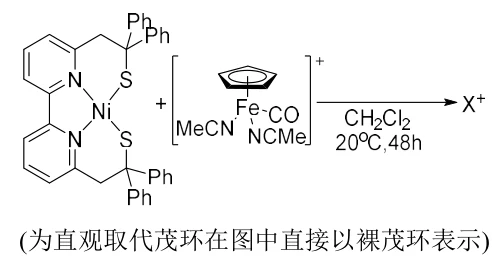 Ph
Ph
N
S
Ni
N
S
Ph
Ph
+
Fe
CO
MeCN
NCMe
+
CH₂Cl₂
20°C,48h
X⁺
(为直观取代茂环在图中直接以裸茂环表示)